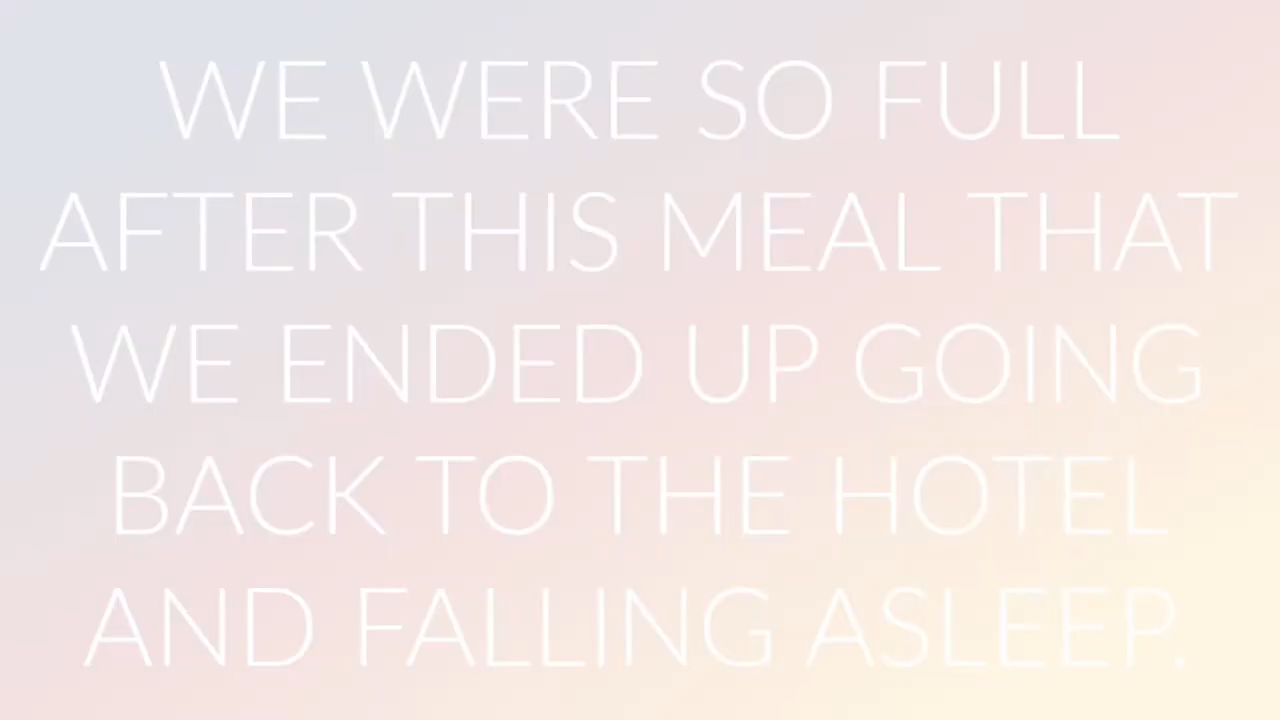 WE WERE SO FULL
AFTER THIS MEAL THAT
WE ENDED UP GOING
BACK TO THE HOTEL
AND FALLING ASLEEP.